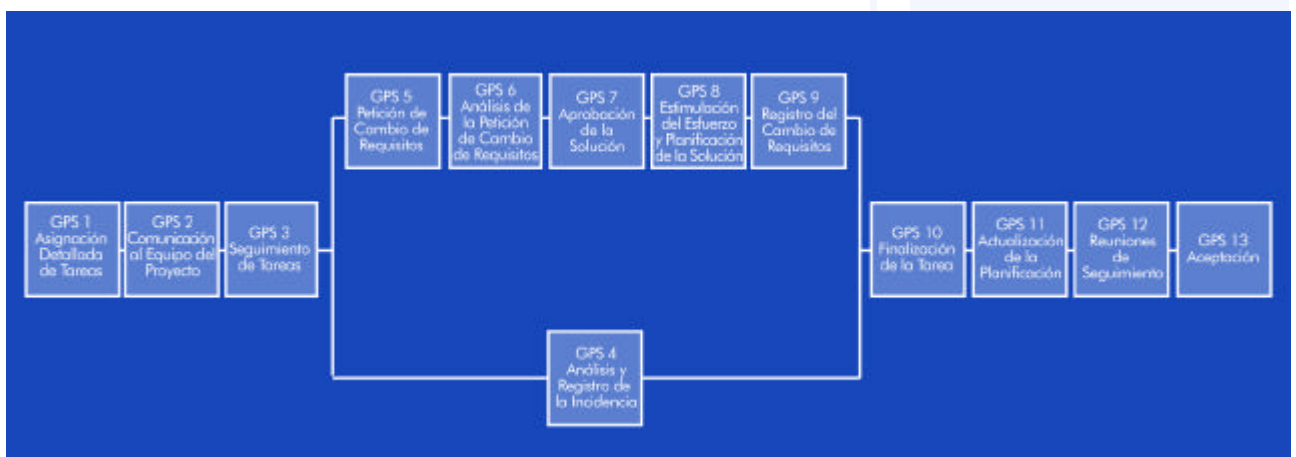 GPS 1
Asignación
Detallada
de Tareas
GPS 2
Comunicación
al Equipo del
Proyecto
GPS 3
Seguimiento
de Tareas
GPS 5
Petición de
Cambio de
Requisitos
GPS 6
Análisis de
la Petición
de Cambio
de Requisitos
GPS 7
Aprobación
de la
Solución
GPS 8
Estimulación
del Esfuerzo
y Planificación
de la Solución
GPS 9
Registro del
Cambio de
Requisitos
GPS 4
Análisis y
Registro de
la Incidencia
GPS 10
Finalización
de la Tarea
GPS 11
Actualización
de la
Planificación
GPS 12
Reuniones
de
Seguimiento
GPS 13
Aceptación